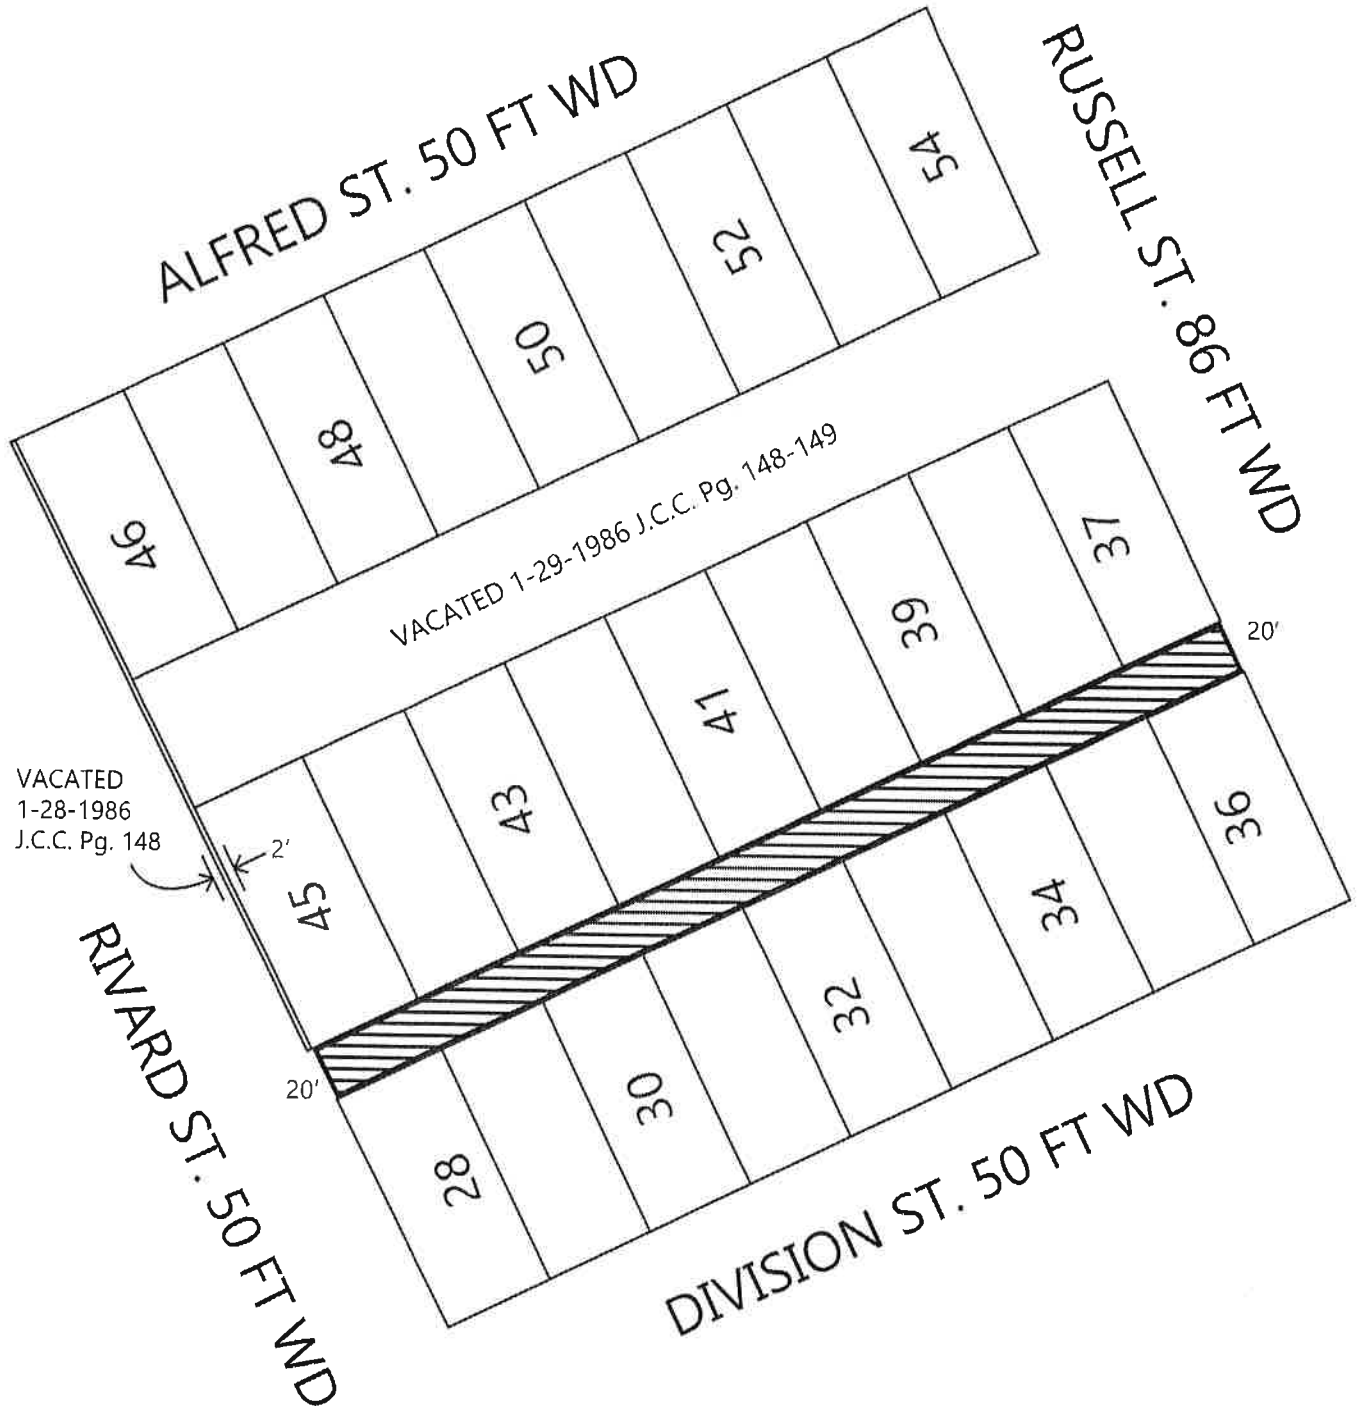 ALFRED ST. 50 FT WD
RUSSELL ST. 86 FT WD
54
52
50
48
46
VACATED 1-29-1986 J.C.C. Pg. 148-149
37
39
41
43
45
20'
VACATED
1-28-1986
J.C.C. Pg. 148
2'
20'
36
34
32
30
28
RIVARD ST. 50 FT WD
DIVISION ST. 50 FT WD